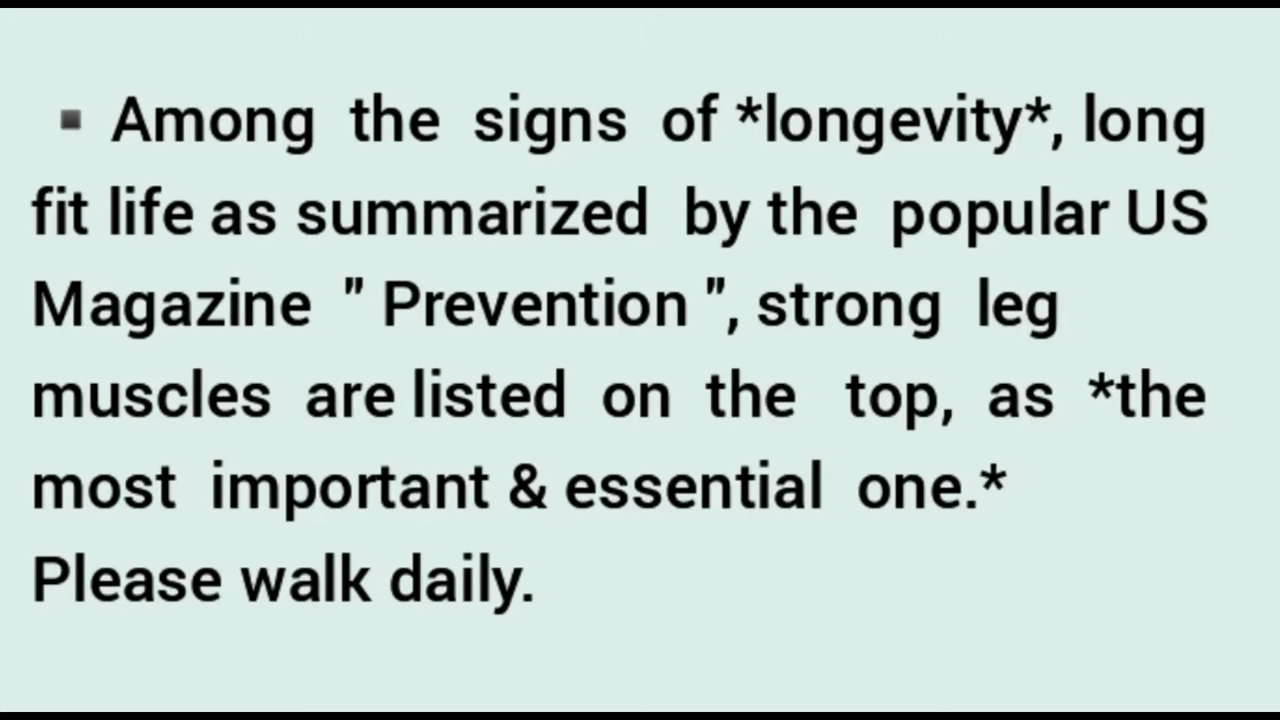 ▪ Among the signs of *longevity*, long
fit life as summarized by the popular US
Magazine " Prevention ", strong leg
muscles are listed on the top, as *the
most important & essential one.*
Please walk daily.